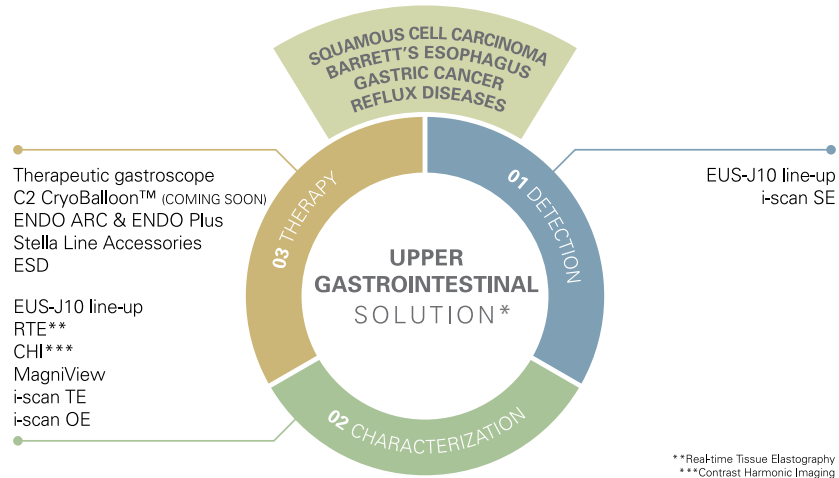 SQUAMOUS CELL CARCINOMA
BARRETT'S ESOPHAGUS
GASTRIC CANCER
REFLUX DISEASES
01 DETECTION
EUS-J10 line-up
i-scan SE
03 THERAPY
Therapeutic gastroscope
C2 CryoBalloon™ (COMING SOON)
ENDO ARC & ENDO Plus
Stella Line Accessories
ESD
UPPER
GASTROINTESTINAL
SOLUTION*
EUS-J10 line-up
RTE**
CHI***
MagniView
i-scan TE
i-scan OE
02 CHARACTERIZATION
**Real-time Tissue Elastography
***Contrast Harmonic Imaging